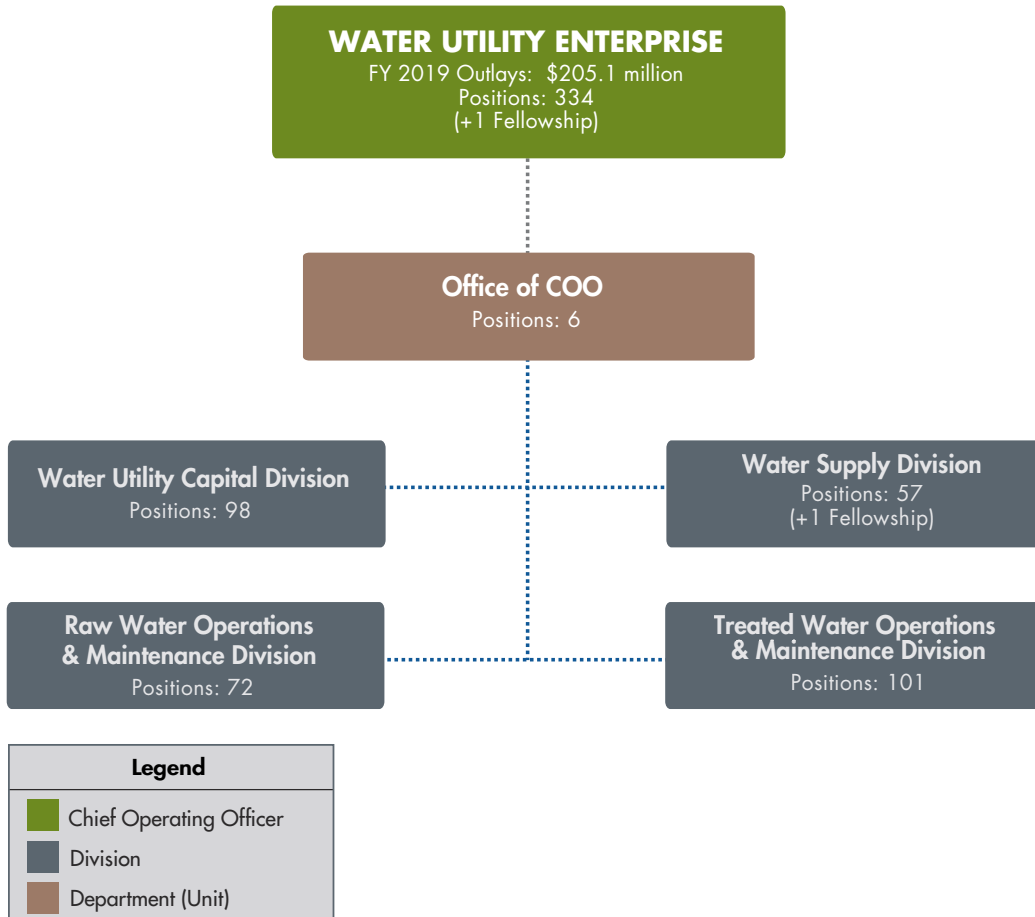 WATER UTILITY ENTERPRISE
FY 2019 Outlays:  $205.1 million
Positions: 334
(+1 Fellowship)
Office of COO
Positions: 6
Water Utility Capital Division
Positions: 98
Water Supply Division
Positions: 57
(+1 Fellowship)
Raw Water Operations
& Maintenance Division
Positions: 72
Treated Water Operations
& Maintenance Division
Positions: 101
Legend
Chief Operating Officer
Division
Department (Unit)